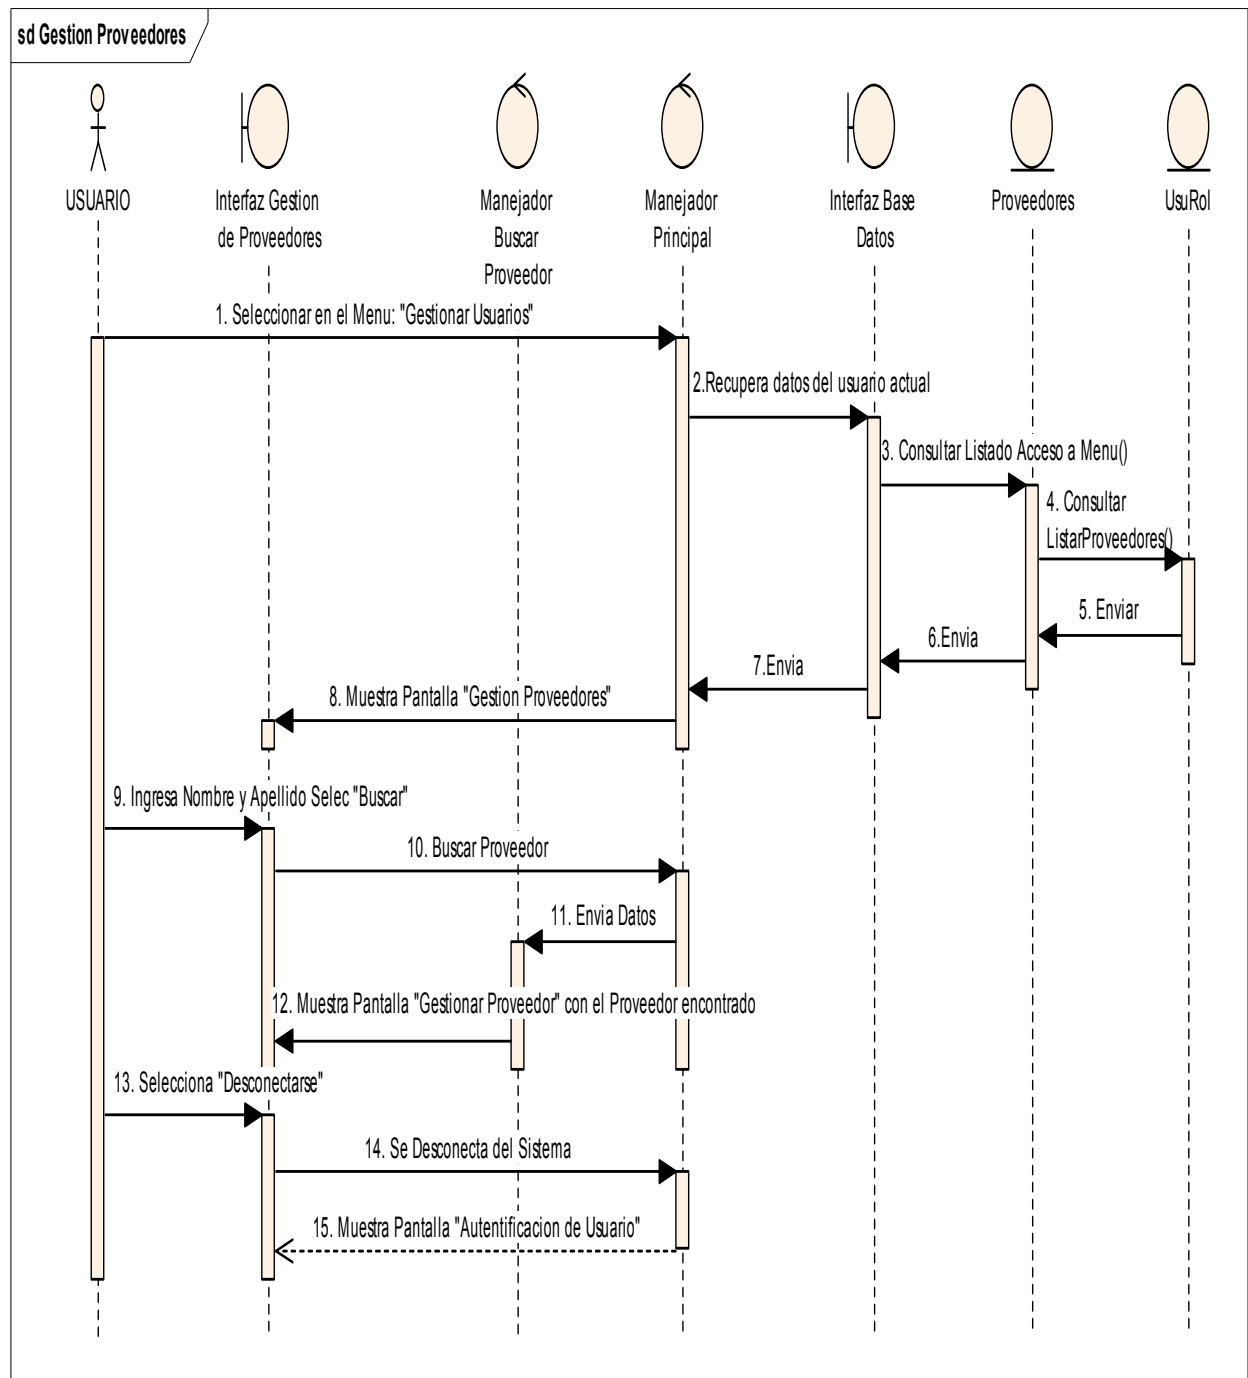 sd Gestion Proveedores
USUARIO
Interfaz Gestion
de Proveedores
Manejador
Buscar
Proveedor
Manejador
Principal
Interfaz Base
Datos
Proveedores
UsuRol
1. Seleccionar en el Menu: "Gestionar Usuarios"
2.Recupera datos del usuario actual
3. Consultar Listado Acceso a Menu()
4. Consultar
ListarProveedores()
5. Enviar
6.Envia
7.Envia
8. Muestra Pantalla "Gestion Proveedores"
9. Ingresa Nombre y Apellido Selec "Buscar"
10. Buscar Proveedor
11. Envia Datos
12. Muestra Pantalla "Gestionar Proveedor" con el Proveedor encontrado
13. Selecciona "Desconectarse"
14. Se Desconecta del Sistema
15. Muestra Pantalla "Autentificacion de Usuario"